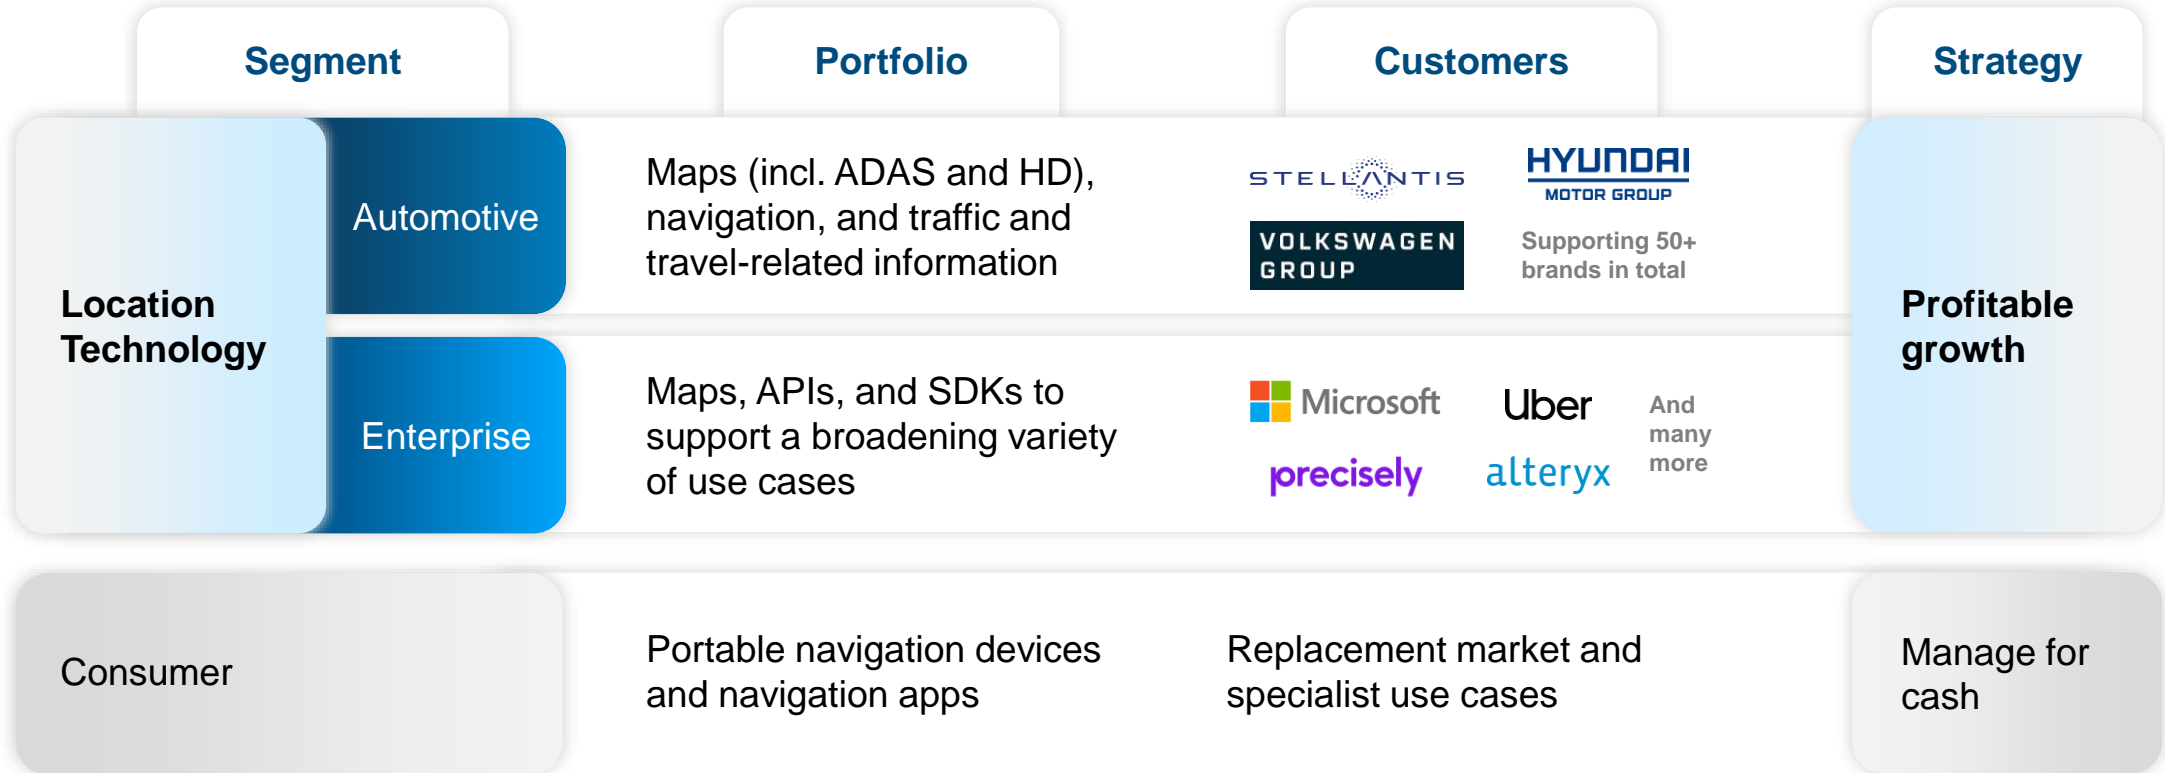 Segment
Portfolio
Customers
Strategy
Location
Technology
Automotive
Maps (incl. ADAS and HD),
navigation, and traffic and
travel-related information
STELLANTIS
HYUNDAI
MOTOR GROUP
VOLKSWAGEN
GROUP
Supporting 50+
brands in total
Profitable
growth
Enterprise
Maps, APIs, and SDKs to
support a broadening variety
of use cases
Microsoft
Uber
precisely
alteryx
And
many
more
Consumer
Portable navigation devices
and navigation apps
Replacement market and
specialist use cases
Manage for
cash